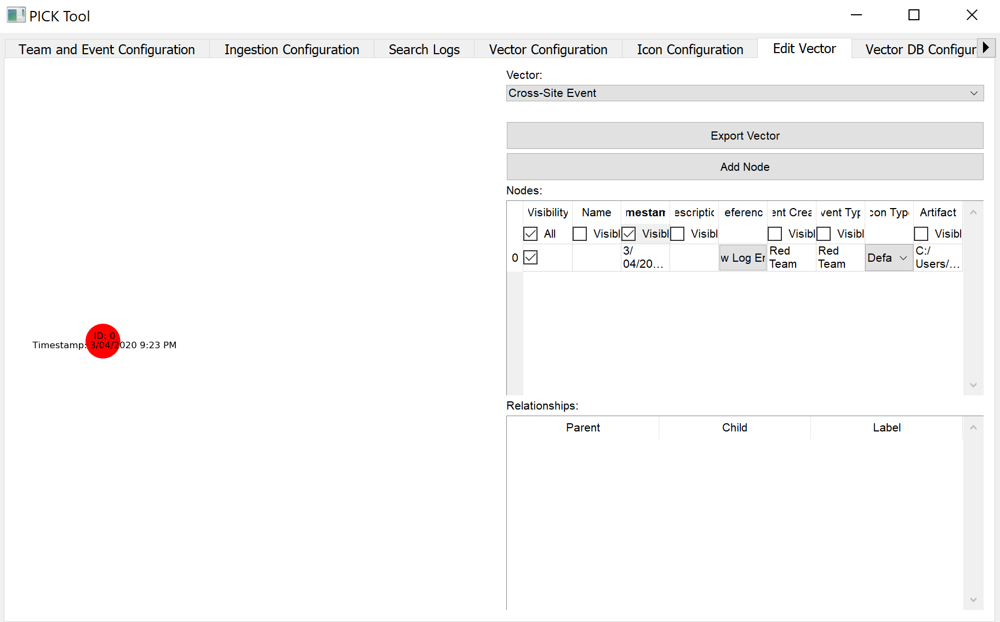 PICK Tool
Team and Event Configuration Ingestion Configuration Search Logs Vector Configuration Icon Configuration Edit Vector Vector DB Configur
Vector:
Cross-Site Event
Export Vector
Add Node
Nodes:
Visibility Name mestam escriptic eferenc ent Crea vent Typ con Type Artifact
All Visibl Visibl Visibl Visibl Visibl Visibl
0 3/ 04/20... w Log Er Red Team Red Team Defa C:/ Users/...
ID: 0
Timestamp: 3/04/2020 9:23 PM
Relationships:
Parent Child Label